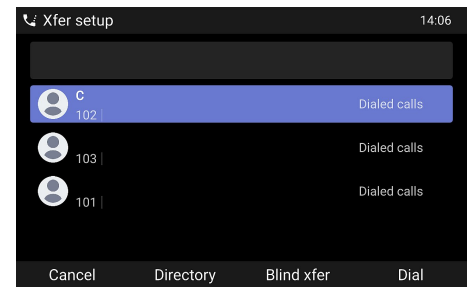 Xfer setup 14:06
C
102 Dialed calls
103 Dialed calls
101 Dialed calls
Cancel Directory Blind xfer Dial